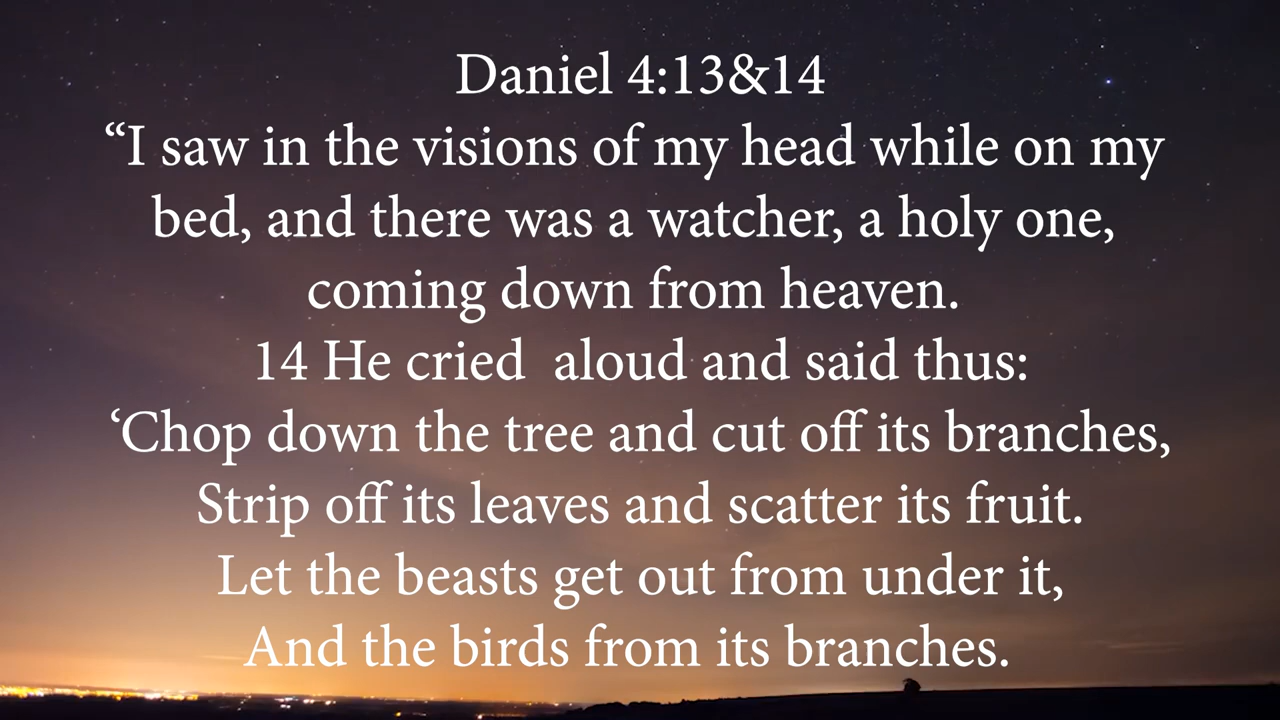 Daniel 4:13&14
“I saw in the visions of my head while on my
bed, and there was a watcher, a holy one,
coming down from heaven.
14 He cried  aloud and said thus:
‘Chop down the tree and cut off its branches,
Strip off its leaves and scatter its fruit.
Let the beasts get out from under it,
And the birds from its branches.